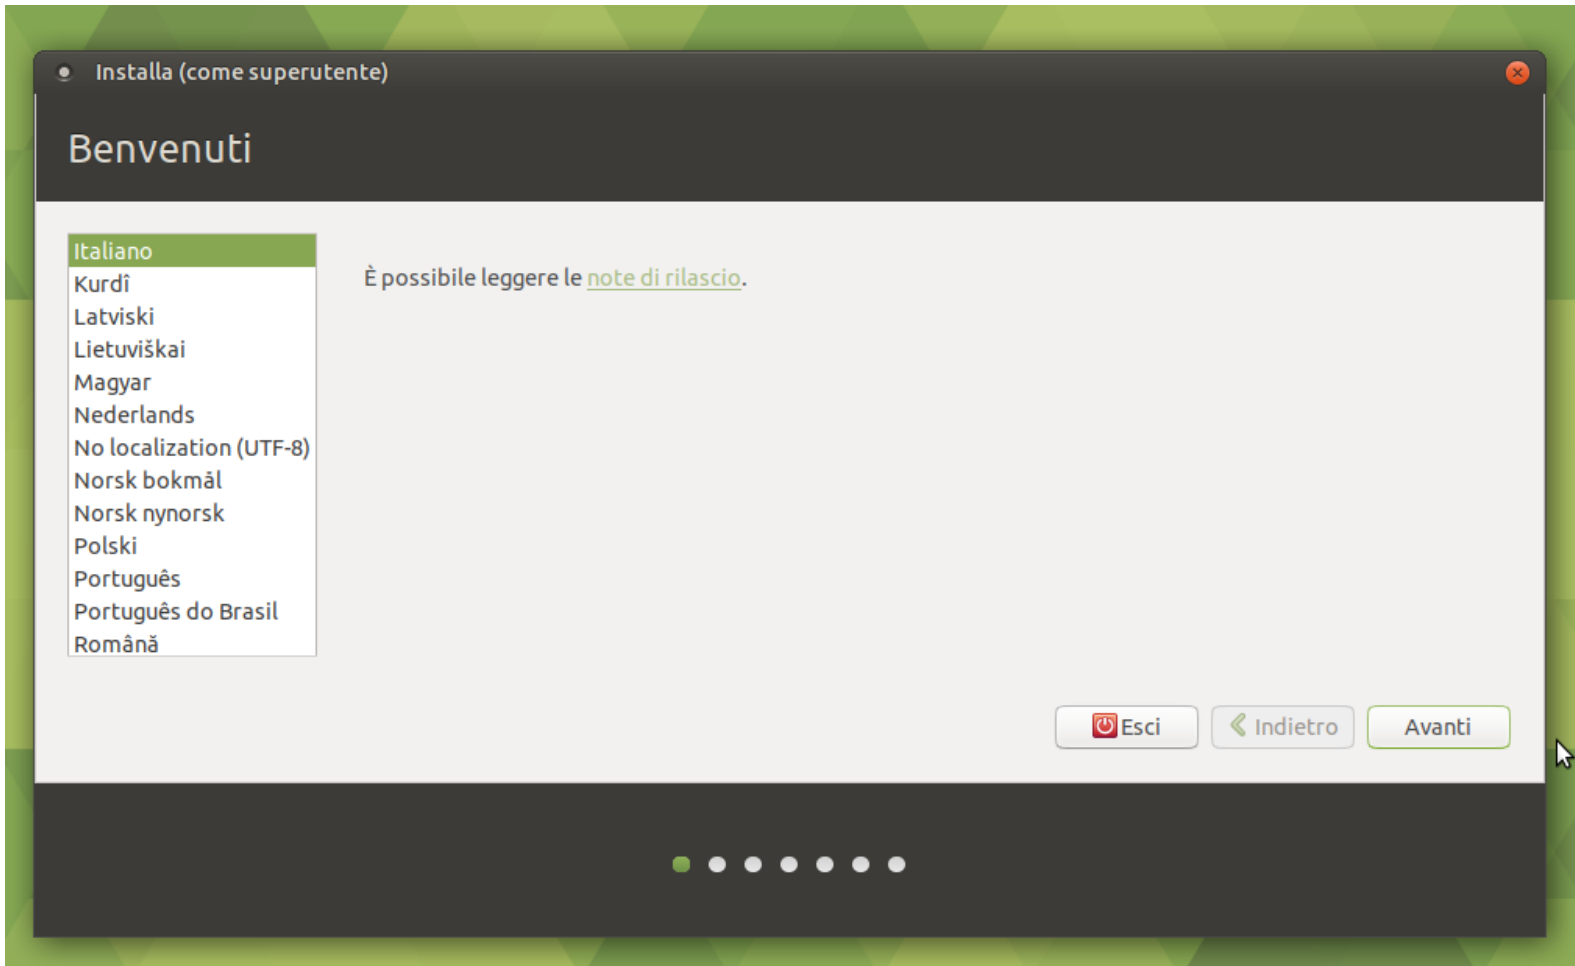 Installa (come superutente)
Benvenuti
Italiano
Kurdî
Latviski
Lietuviškai
Magyar
Nederlands
No localization (UTF-8)
Norsk bokmål
Norsk nynorsk
Polski
Português
Português do Brasil
Română
È possibile leggere le note di rilascio.
Esci
Indietro
Avanti